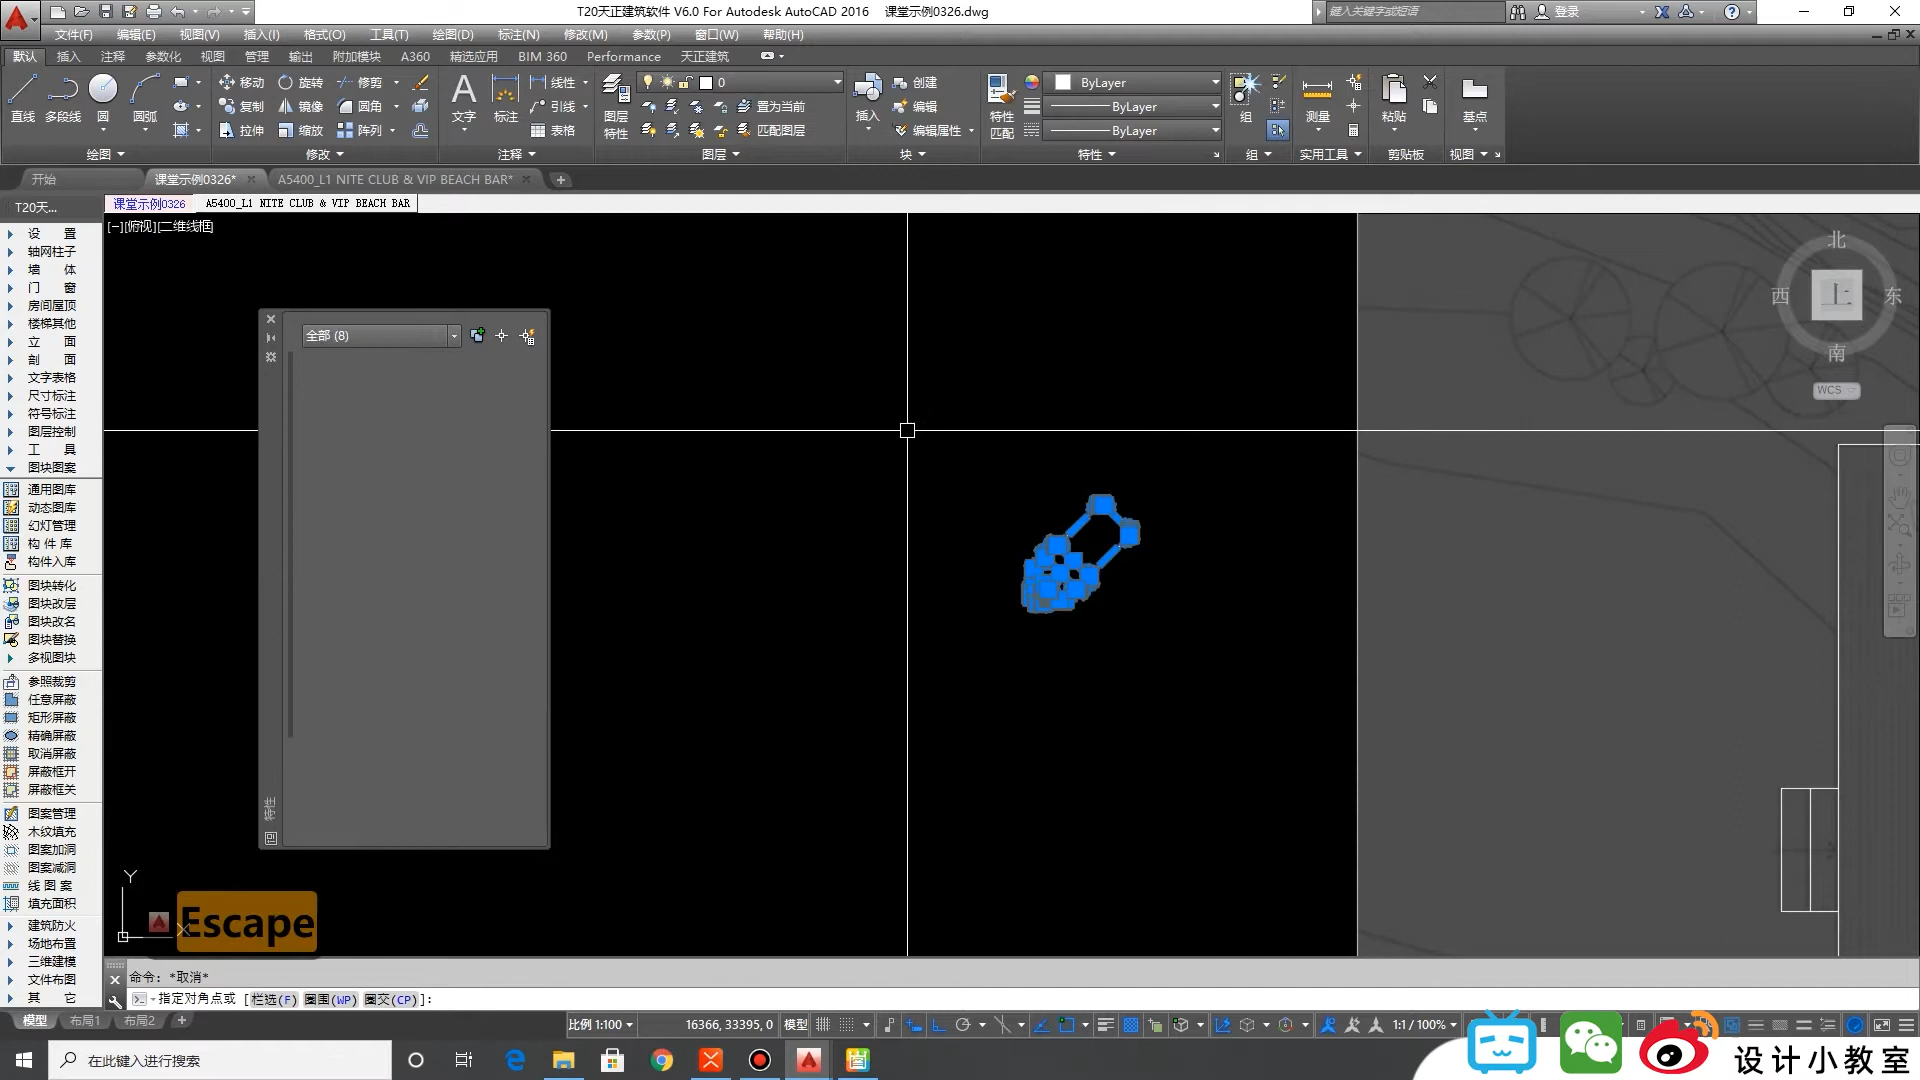 T20天正建筑软件 V6.0 For Autodesk AutoCAD 2016 课堂示例0326.dwg
键入关键字或短语
登录
文件(F) 编辑(E) 视图(V) 插入(I) 格式(O) 工具(T) 绘图(D) 标注(N) 修改(M) 参数(P) 窗口(W) 帮助(H)
默认 插入 注释 参数化 视图 管理 输出 附加模块 A360 精选应用 BIM 360 Performance 天正建筑
直线 多段线 圆 圆弧
移动 旋转 修剪
复制 镜像 圆角
拉伸 缩放 阵列
文字 标注
线性
引线
表格
图层特性
0
置为当前
匹配图层
插入
创建
编辑
编辑属性
特性匹配
ByLayer
ByLayer
ByLayer
组 测量 粘贴 基点
绘图 修改 注释 图层 块 特性 组 实用工具 剪贴板 视图
开始 课堂示例0326* A5400_L1 NITE CLUB & VIP BEACH BAR*
T20天... 课堂示例0326 A5400_L1 NITE CLUB & VIP BEACH BAR
[−][俯视][二维线框]
设 置
轴网柱子
墙 体
门 窗
房间屋顶
楼梯其他
立 面
剖 面
文字表格
尺寸标注
符号标注
图层控制
工 具
图块图案
通用图库
动态图库
幻灯管理
构 件 库
构件入库
图块转化
图块改层
图块改名
图块替换
多视图块
参照裁剪
任意屏蔽
矩形屏蔽
精确屏蔽
取消屏蔽
屏蔽框开
屏蔽框关
图案管理
木纹填充
图案加洞
图案减洞
线 图 案
填充面积
建筑防火
场地布置
三维建模
文件布图
其 它
全部 (8)
特性
北
西 上 东
南
WCS
Y
X
Escape
命令: *取消*
指定对角点或 [栏选(F) 圈围(WP) 圈交(CP)]:
模型 布局1 布局2
比例 1:100 16366, 33395, 0 模型 1:1 / 100%
在此键入进行搜索
设计小教室